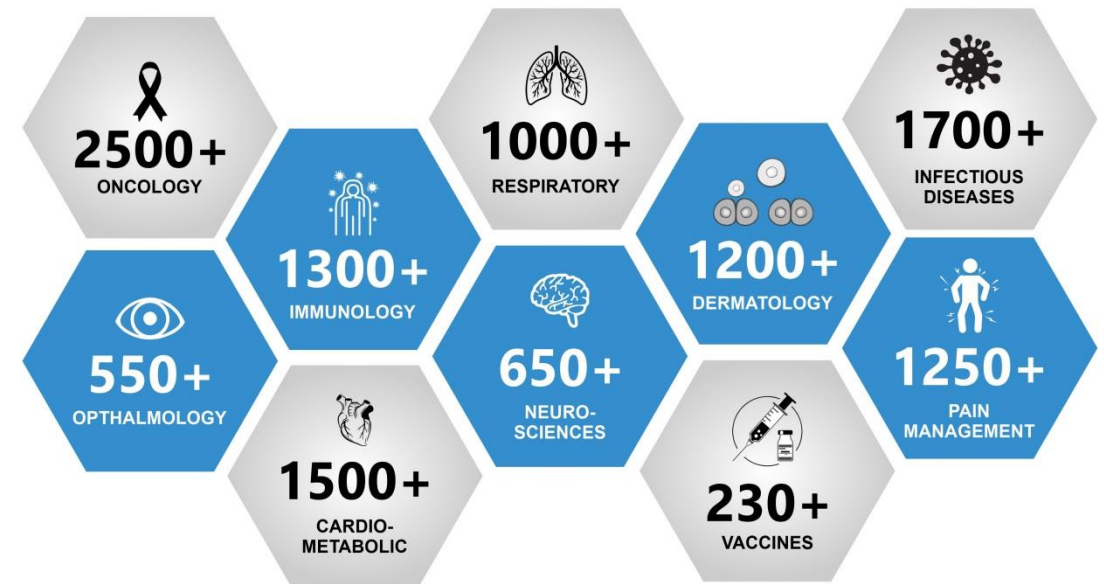 2500+
ONCOLOGY
1000+
RESPIRATORY
1700+
INFECTIOUS
DISEASES
1300+
IMMUNOLOGY
1200+
DERMATOLOGY
550+
OPTHALMOLOGY
650+
NEURO-
SCIENCES
1250+
PAIN
MANAGEMENT
1500+
CARDIO-
METABOLIC
230+
VACCINES